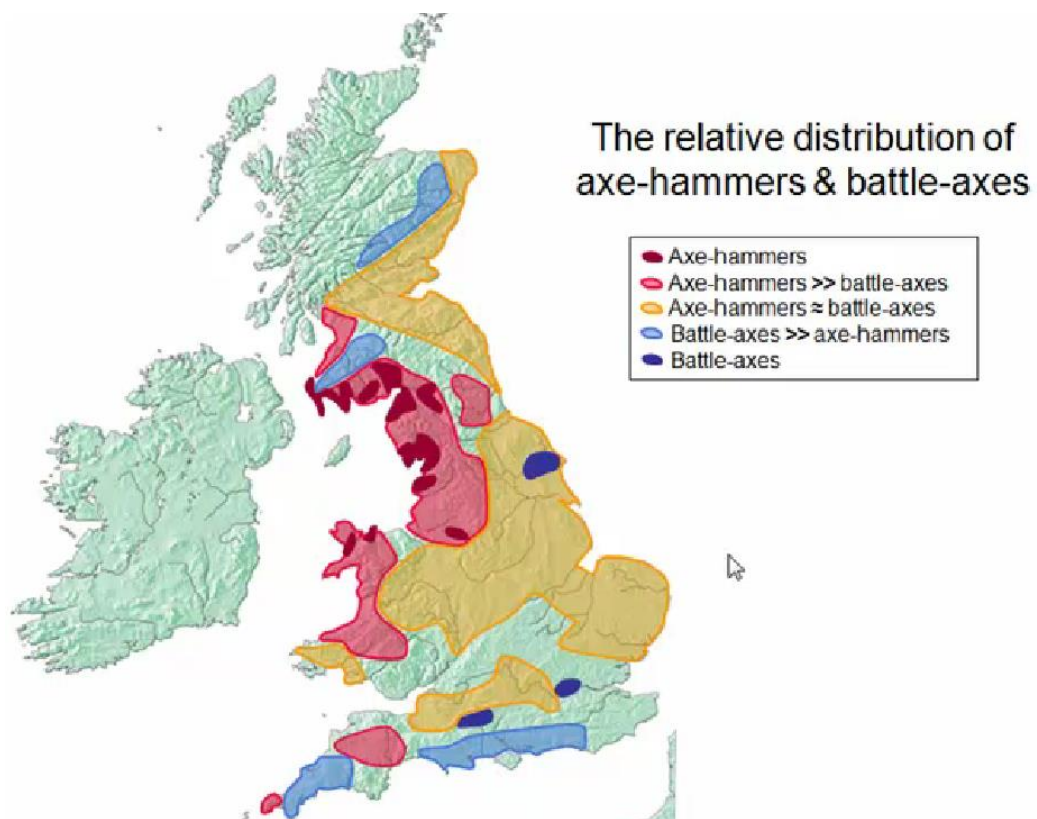 The relative distribution of
axe-hammers & battle-axes
Axe-hammers
Axe-hammers >> battle-axes
Axe-hammers ≈ battle-axes
Battle-axes >> axe-hammers
Battle-axes